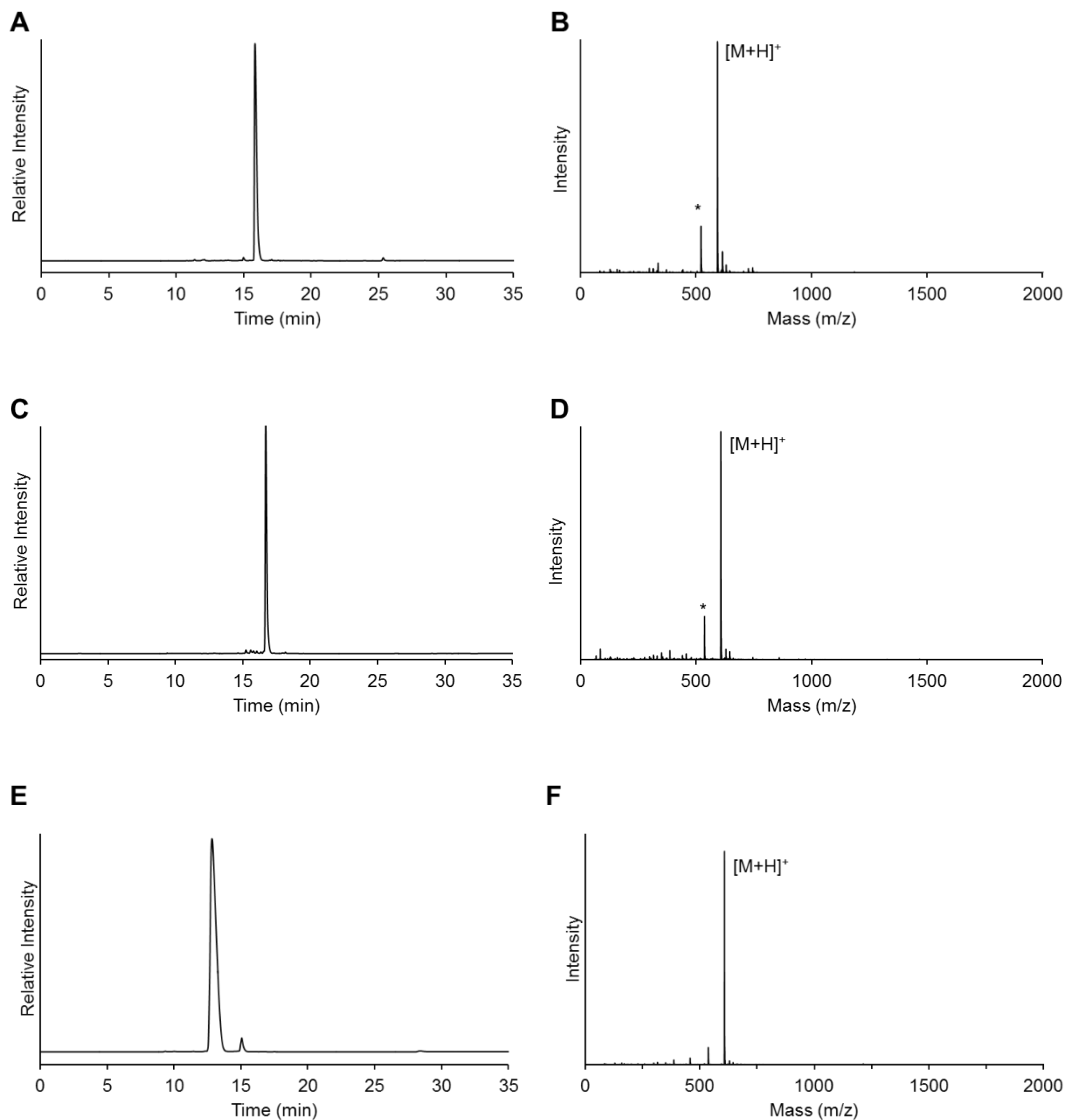 A
B
Relative Intensity
0 5 10 15 20 25 30 35
Time (min)
Intensity
[M+H]⁺
*
0 500 1000 1500 2000
Mass (m/z)
C
D
Relative Intensity
0 5 10 15 20 25 30 35
Time (min)
Intensity
[M+H]⁺
*
0 500 1000 1500 2000
Mass (m/z)
E
F
Relative Intensity
0 5 10 15 20 25 30 35
Time (min)
Intensity
[M+H]⁺
0 500 1000 1500 2000
Mass (m/z)